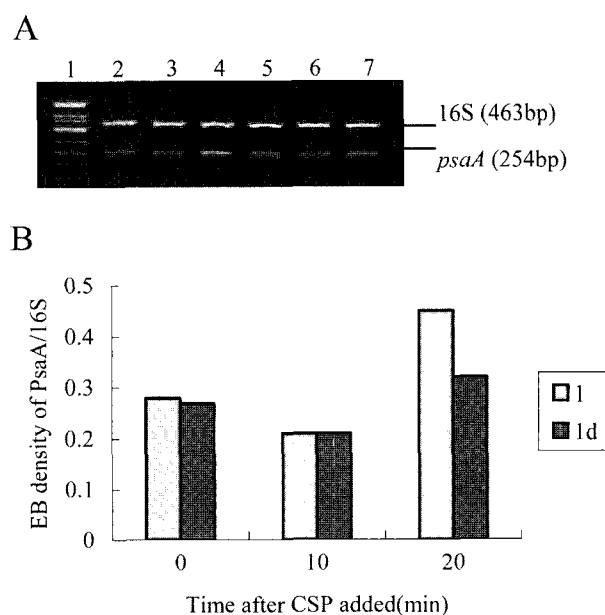 A
1 2 3 4 5 6 7
16S (463bp)
psaA (254bp)
B
EB density of PsaA/16S
0.5
0.4
0.3
0.2
0.1
0
0 10 20
Time after CSP added(min)
1
1d